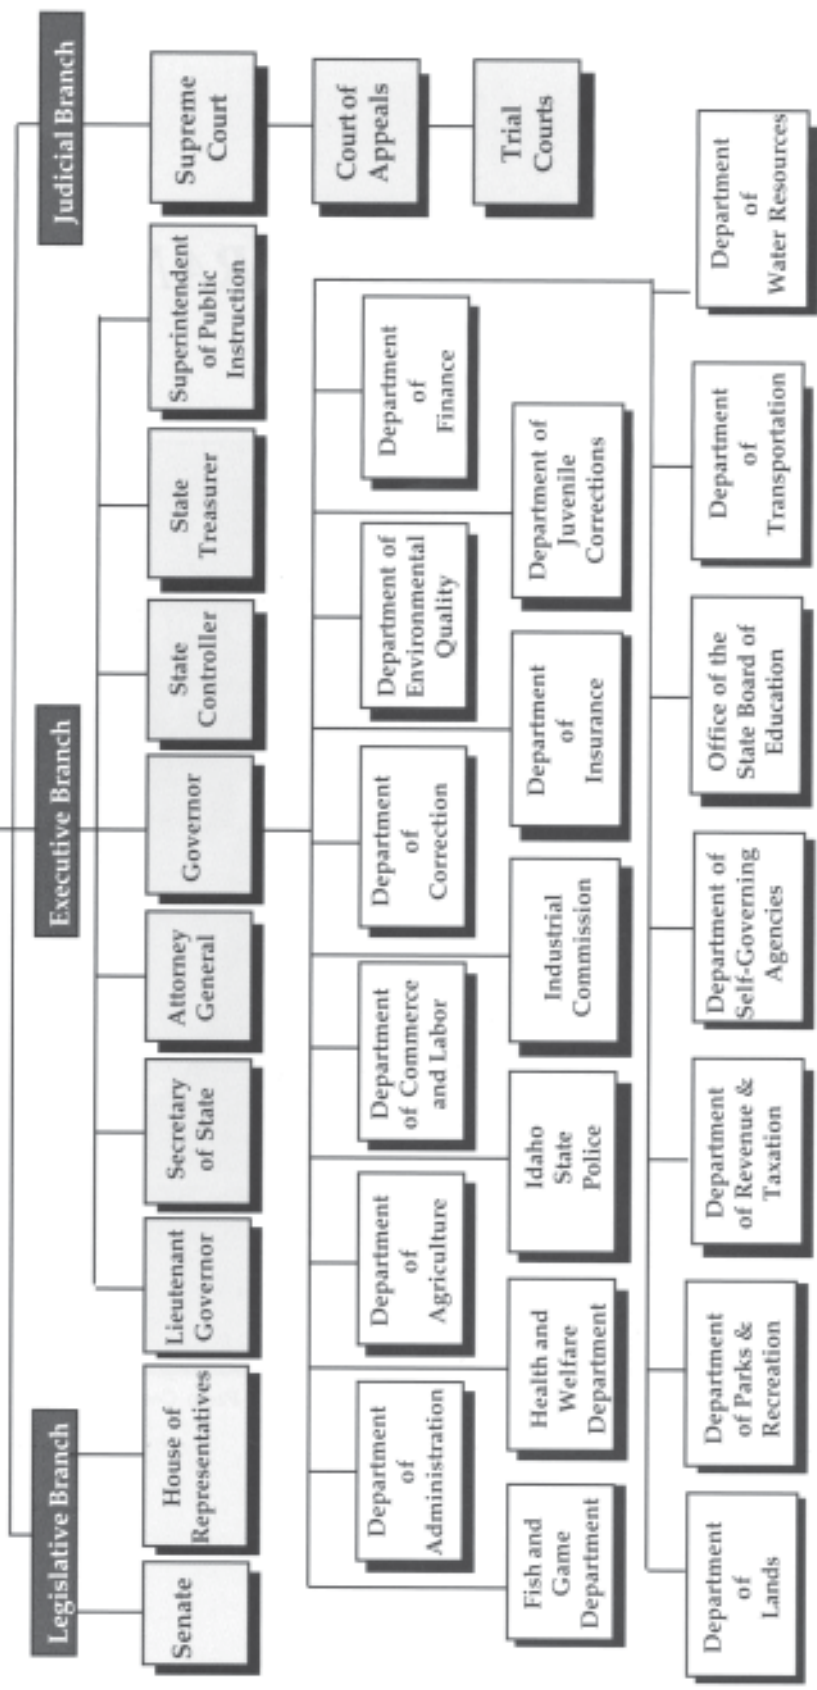 Legislative Branch
Executive Branch
Judicial Branch
Senate
House of
Representatives
Lieutenant
Governor
Secretary
of State
Attorney
General
Governor
State
Controller
State
Treasurer
Superintendent
of Public
Instruction
Supreme
Court
Court of
Appeals
Trial
Courts
Department
of
Administration
Department
of
Agriculture
Department
of Commerce
and Labor
Department
of
Correction
Department of
Environmental
Quality
Department
of
Finance
Fish and
Game
Department
Health and
Welfare
Department
Idaho
State
Police
Industrial
Commission
Department
of
Insurance
Department of
Juvenile
Corrections
Department
of
Lands
Department
of Parks &
Recreation
Department
of Revenue &
Taxation
Department of
Self-Governing
Agencies
Office of the
State Board of
Education
Department
of
Transportation
Department
of
Water Resources